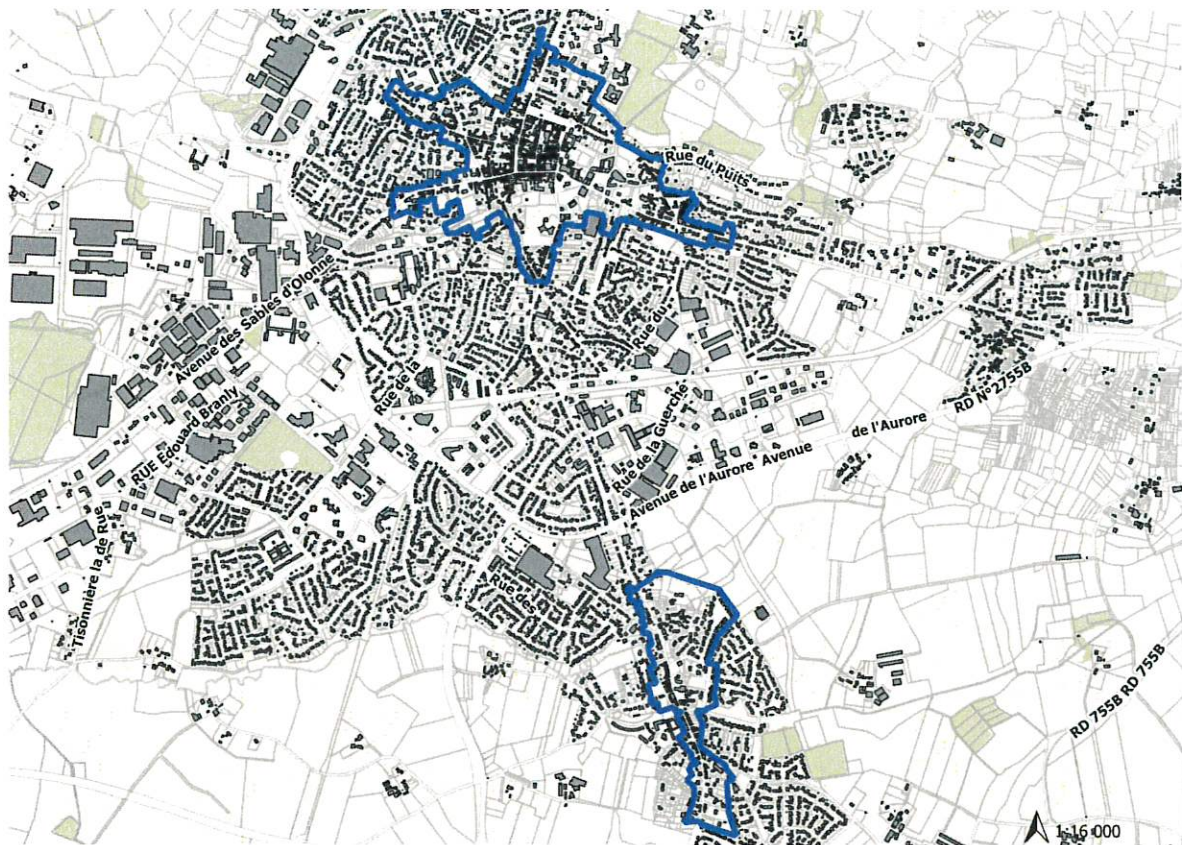 Rue du Puits
Avenue des Sables d'Olonne
Rue du
Rue de la
RUE Edouard Branly
RD N°2755B
de l'Aurore
Rue de la Guerche
Avenue de l'Aurore Avenue
Tisonnière la de Rue
Rue des
RD 755B RD 755B
1:16 000